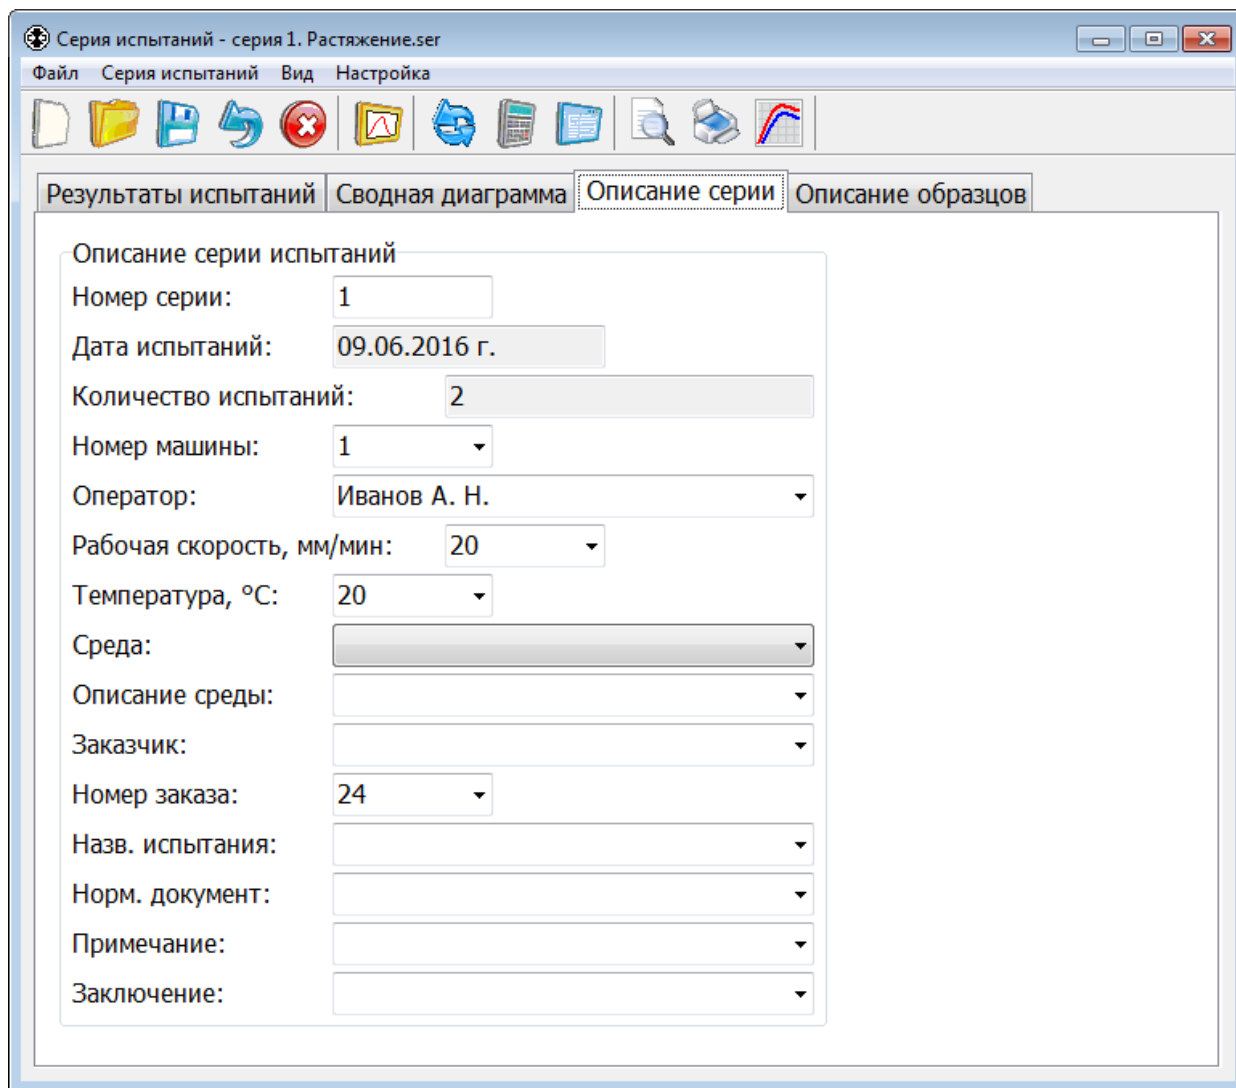 Серия испытаний - серия 1. Растяжение.ser
Файл Серия испытаний Вид Настройка
Результаты испытаний Сводная диаграмма Описание серии Описание образцов
Описание серии испытаний
Номер серии: 1
Дата испытаний: 09.06.2016 г.
Количество испытаний: 2
Номер машины: 1
Оператор: Иванов А. Н.
Рабочая скорость, мм/мин: 20
Температура, °C: 20
Среда:
Описание среды:
Заказчик:
Номер заказа: 24
Назв. испытания:
Норм. документ:
Примечание:
Заключение: